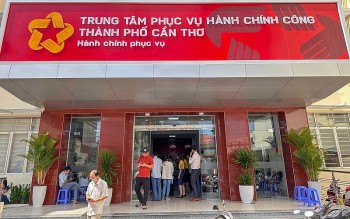 TRUNG TÂM PHỤC VỤ HÀNH CHÍNH CÔNG
THÀNH PHỐ CẦN THƠ
Hành chính phục vụ